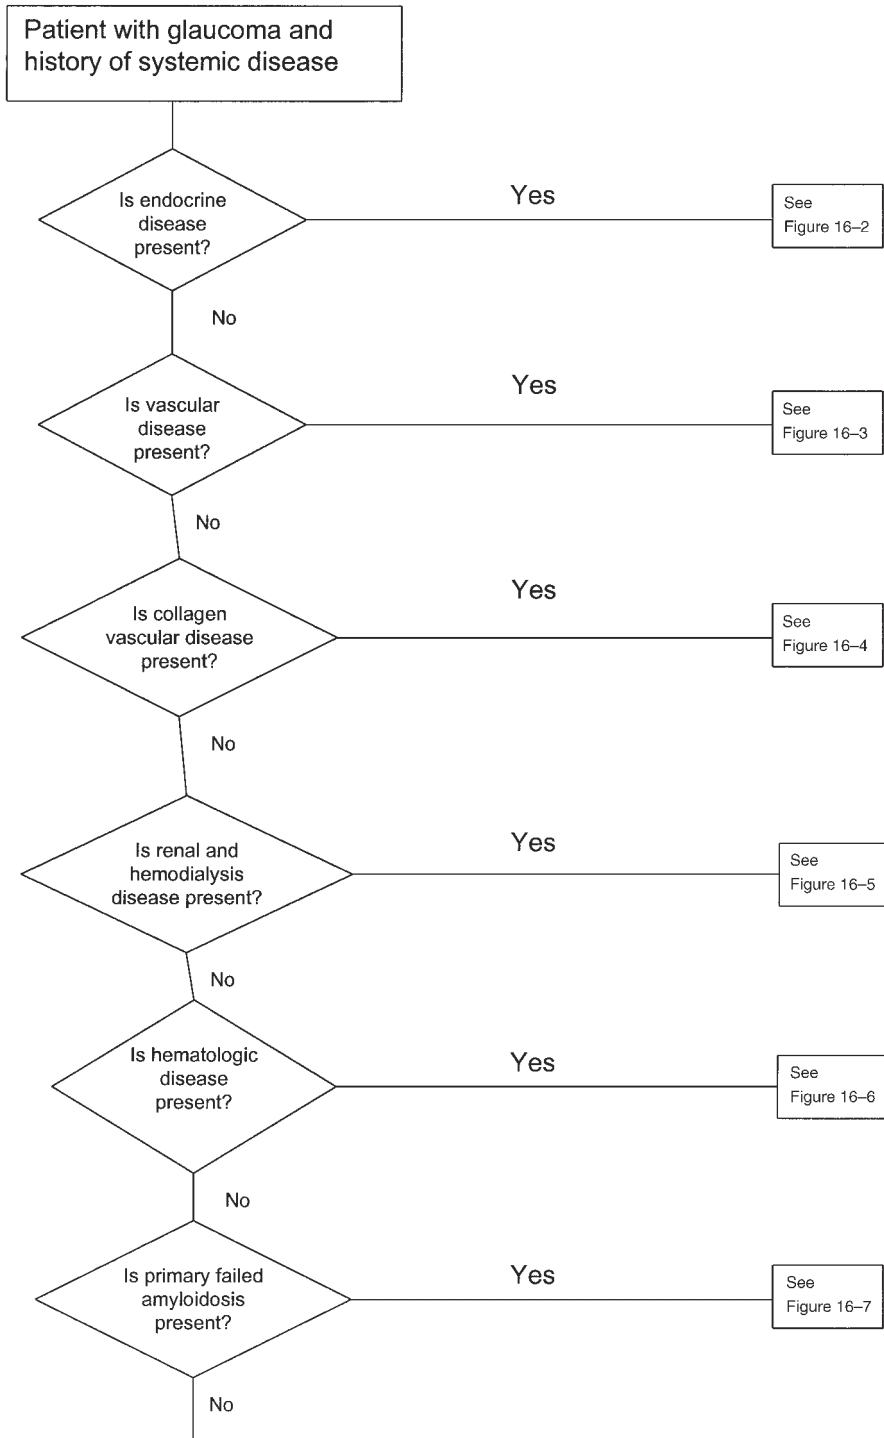 Patient with glaucoma and
history of systemic disease
Is endocrine
disease
present?
Yes
See
Figure 16–2
No
Is vascular
disease
present?
Yes
See
Figure 16–3
No
Is collagen
vascular disease
present?
Yes
See
Figure 16–4
No
Is renal and
hemodialysis
disease present?
Yes
See
Figure 16–5
No
Is hematologic
disease
present?
Yes
See
Figure 16–6
No
Is primary failed
amyloidosis
present?
Yes
See
Figure 16–7
No